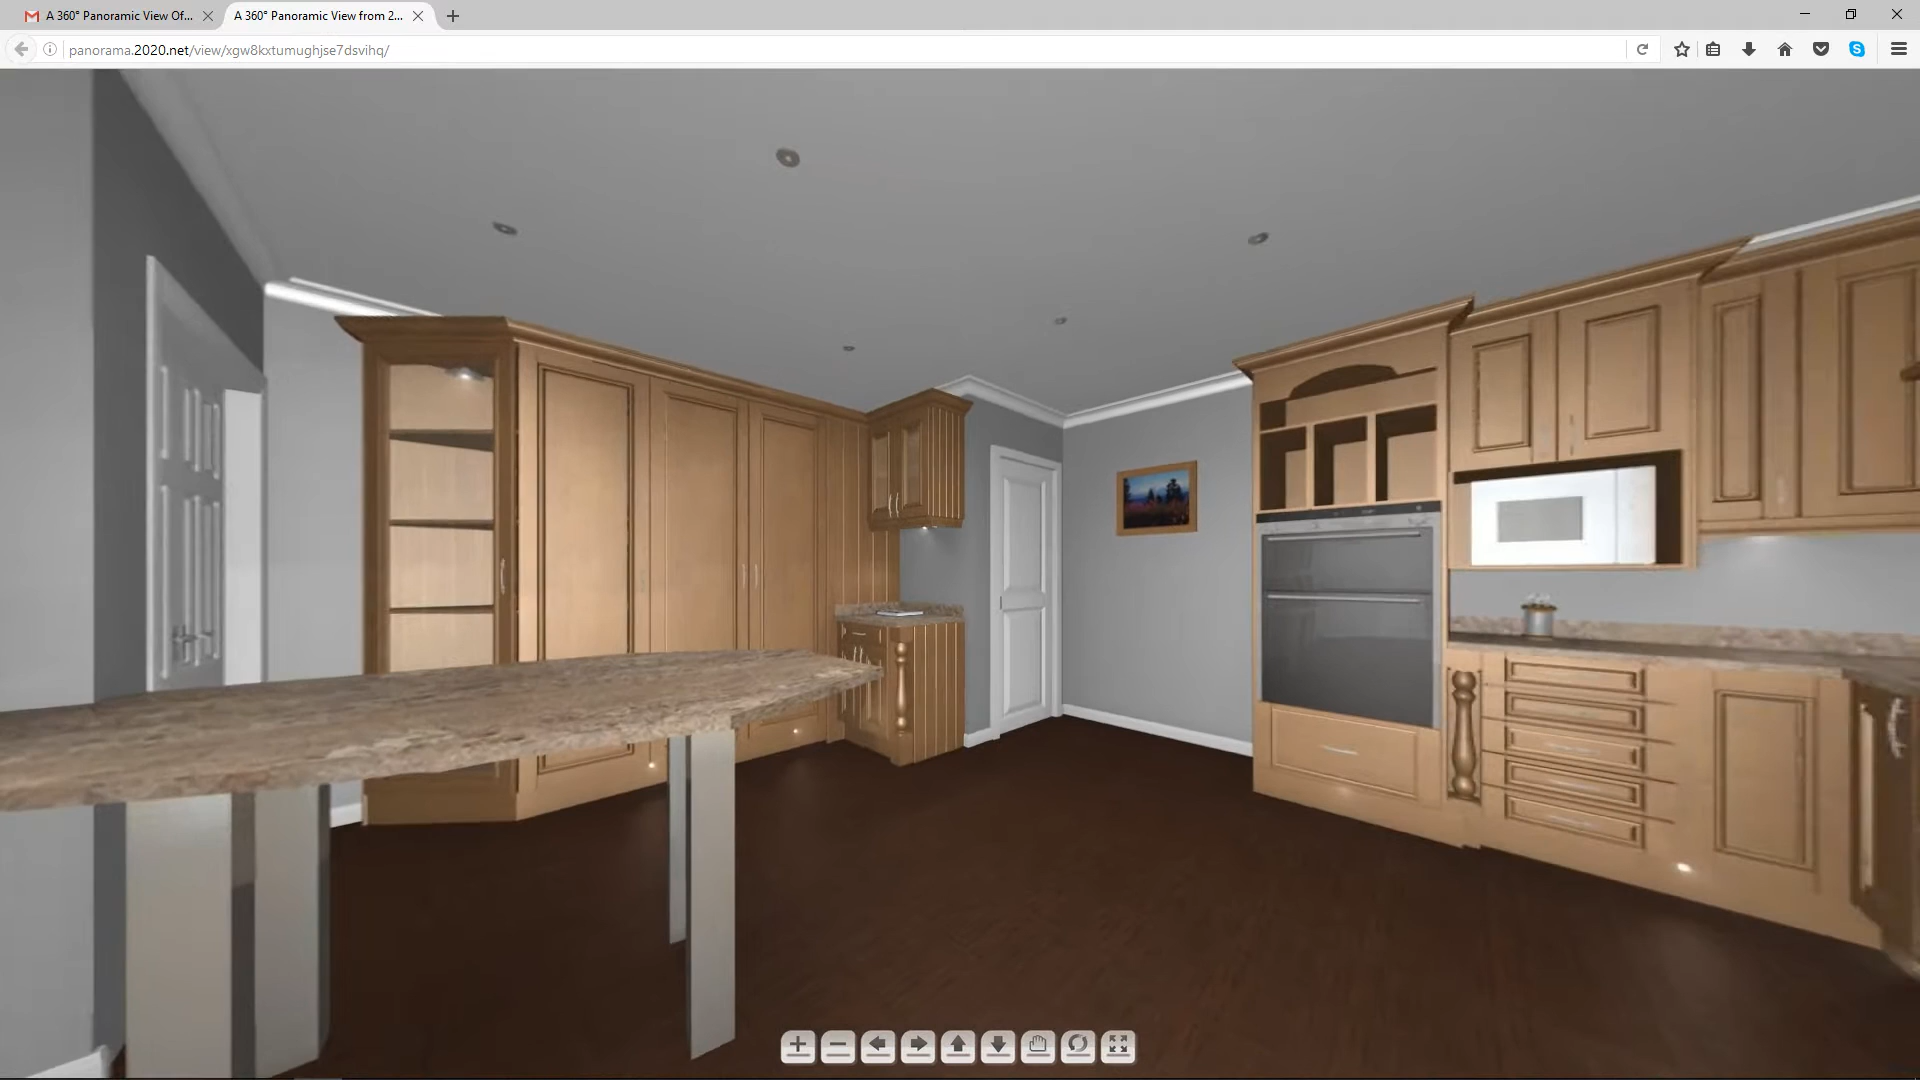 A 360° Panoramic View Of...
A 360° Panoramic View from 2...
panorama.2020.net/view/xgw8kxtumughjse7dsvihq/